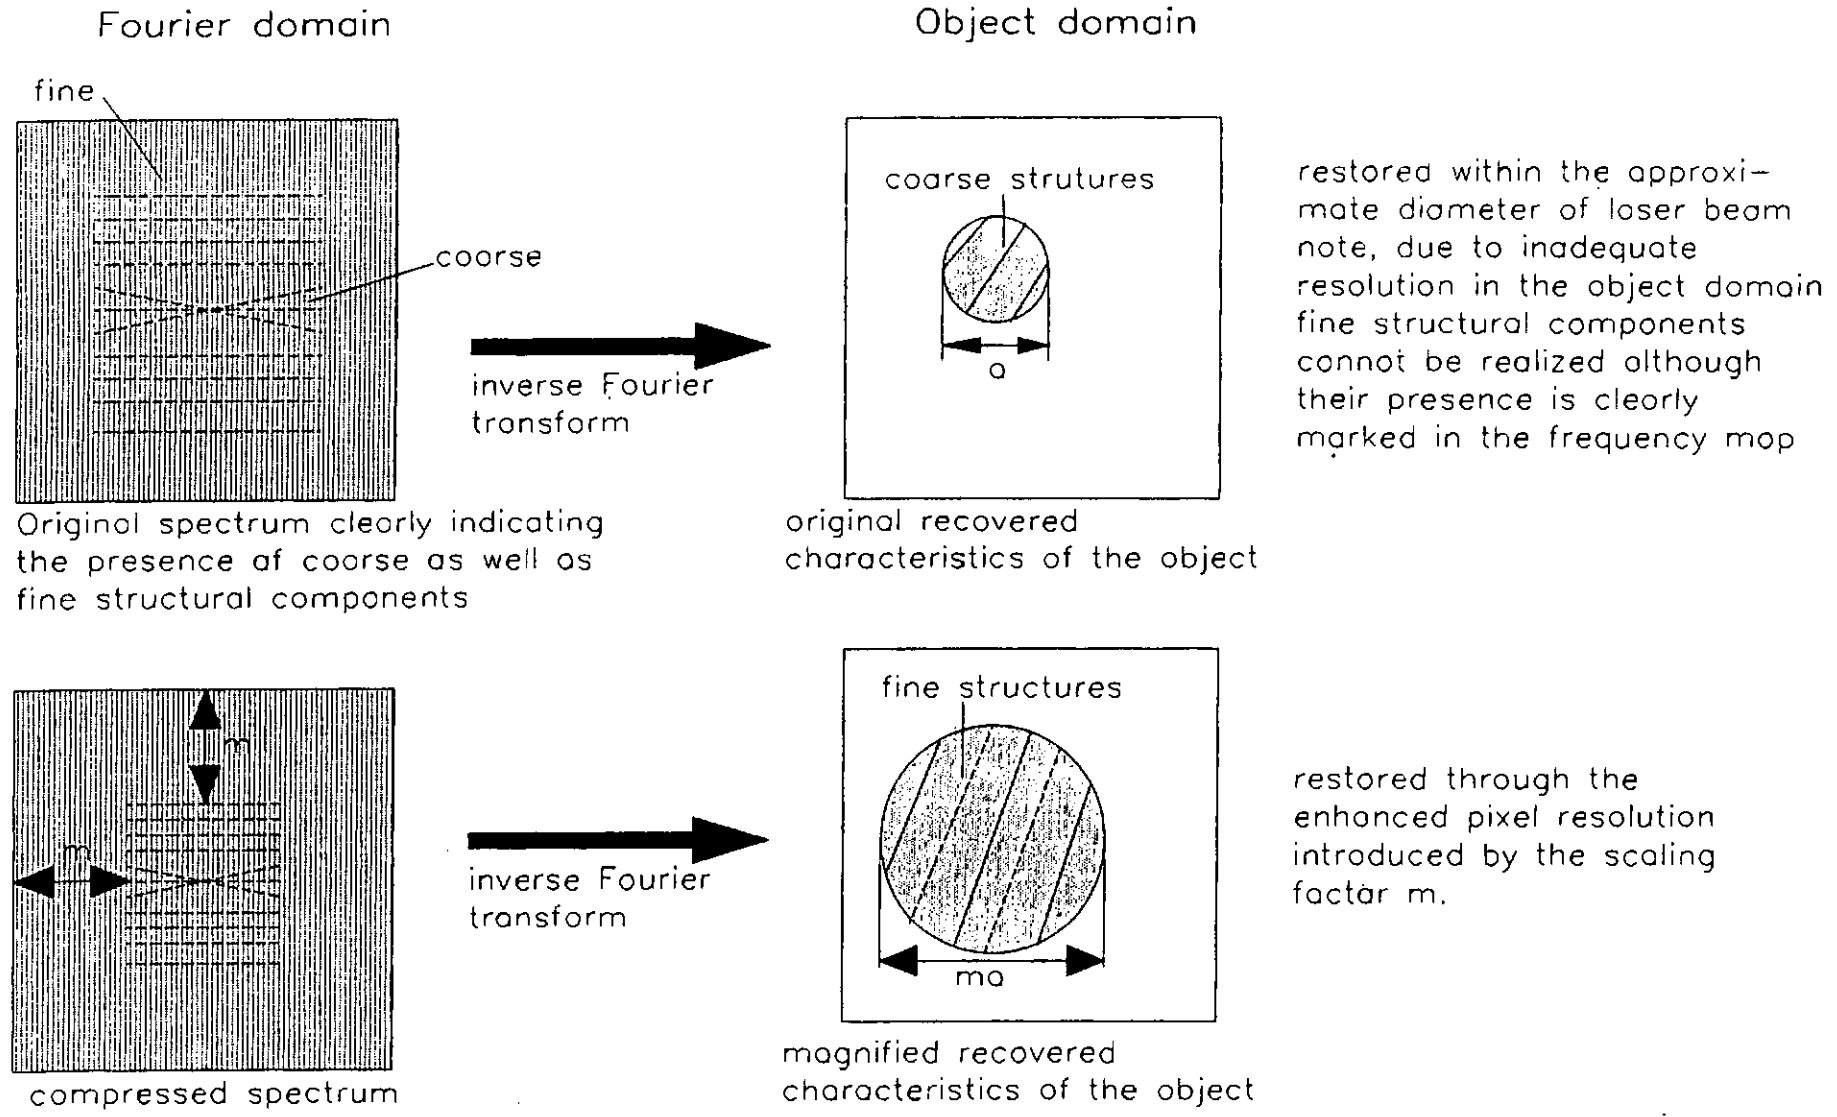 Fourier domain
Object domain
fine
coarse
inverse Fourier
transform
Original spectrum clearly indicating
the presence of coarse as well as
fine structural components
coarse strutures
a
original recovered
characteristics of the object
restored within the approxi-
mate diameter of laser beam
note, due to inadequate
resolution in the object domain
fine structural components
cannot be realized although
their presence is clearly
marked in the frequency map
m
m
compressed spectrum
inverse Fourier
transform
fine structures
ma
magnified recovered
characteristics of the object
restored through the
enhanced pixel resolution
introduced by the scaling
factor m.